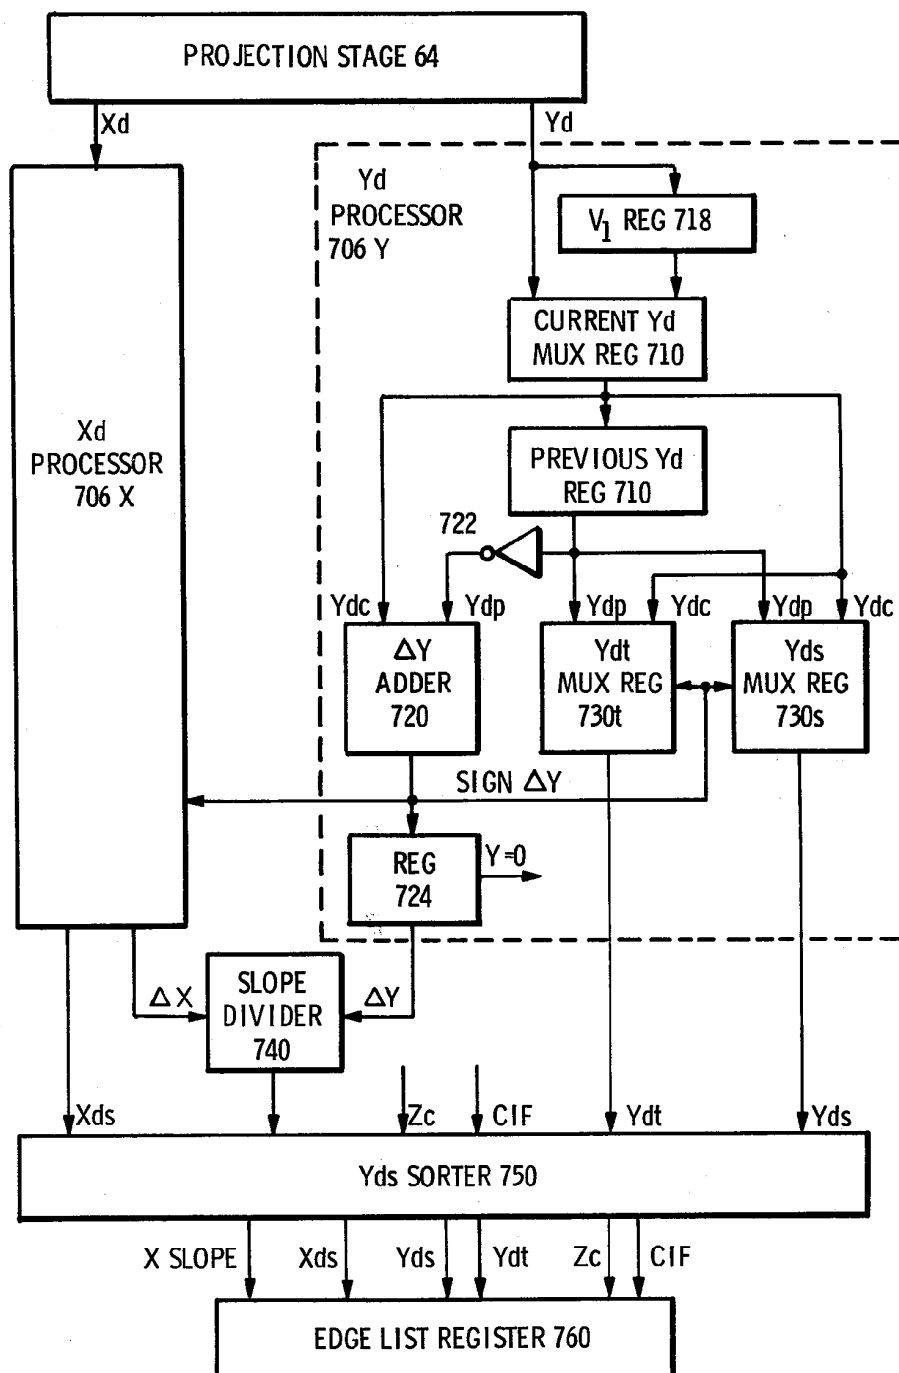 PROJECTION STAGE 64
Xd
Yd
Yd
PROCESSOR
706 Y
V1 REG 718
CURRENT Yd
MUX REG 710
Xd
PROCESSOR
706 X
PREVIOUS Yd
REG 710
722
Ydc
Ydp
Ydp
Ydc
Ydp
Ydc
ΔY
ADDER
720
Ydt
MUX REG
730t
Yds
MUX REG
730s
SIGN ΔY
REG
724
Y=0
ΔX
SLOPE
DIVIDER
740
ΔY
Xds
Zc
CIF
Ydt
Yds
Yds SORTER 750
X SLOPE
Xds
Yds
Ydt
Zc
CIF
EDGE LIST REGISTER 760